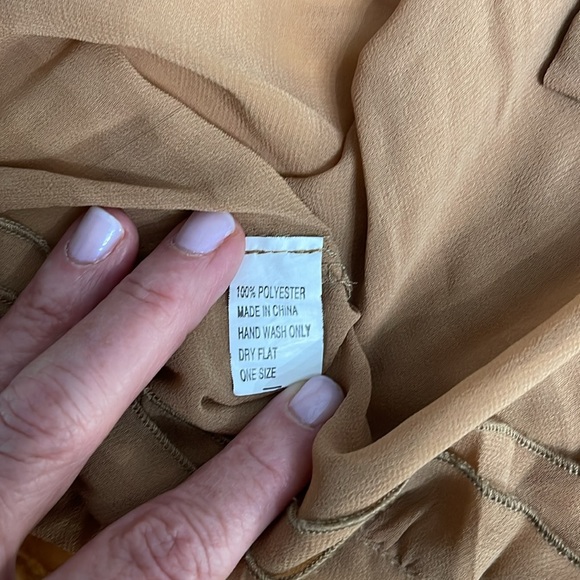 100% POLYESTER
MADE IN CHINA
HAND WASH ONLY
DRY FLAT
ONE SIZE